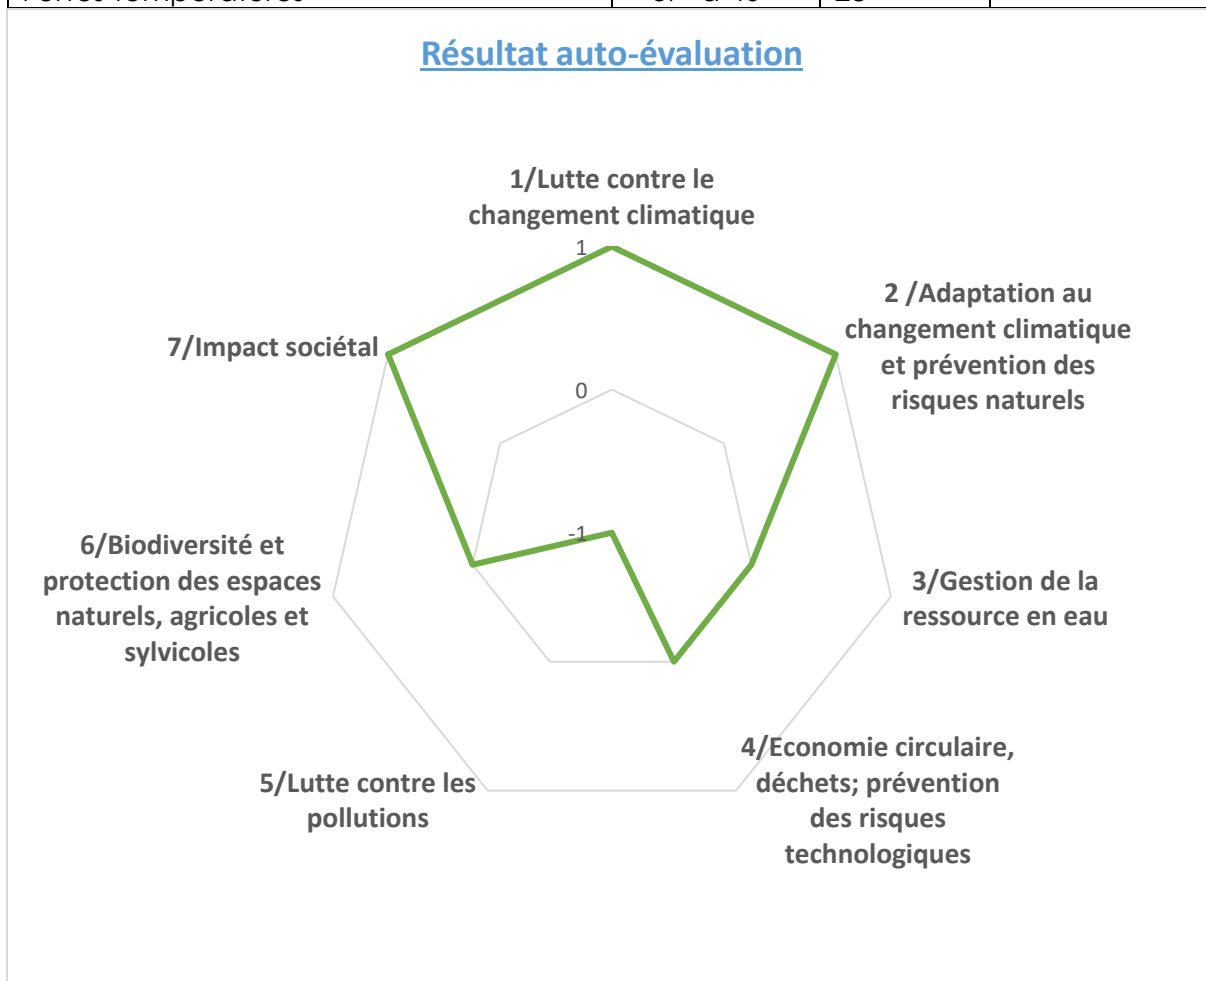 Résultat auto-évaluation
1/Lutte contre le
changement climatique
1
2 /Adaptation au
changement climatique
et prévention des
risques naturels
7/Impact sociétal
0
-1
6/Biodiversité et
protection des espaces
naturels, agricoles et
sylvicoles
3/Gestion de la
ressource en eau
4/Economie circulaire,
déchets; prévention
des risques
technologiques
5/Lutte contre les
pollutions